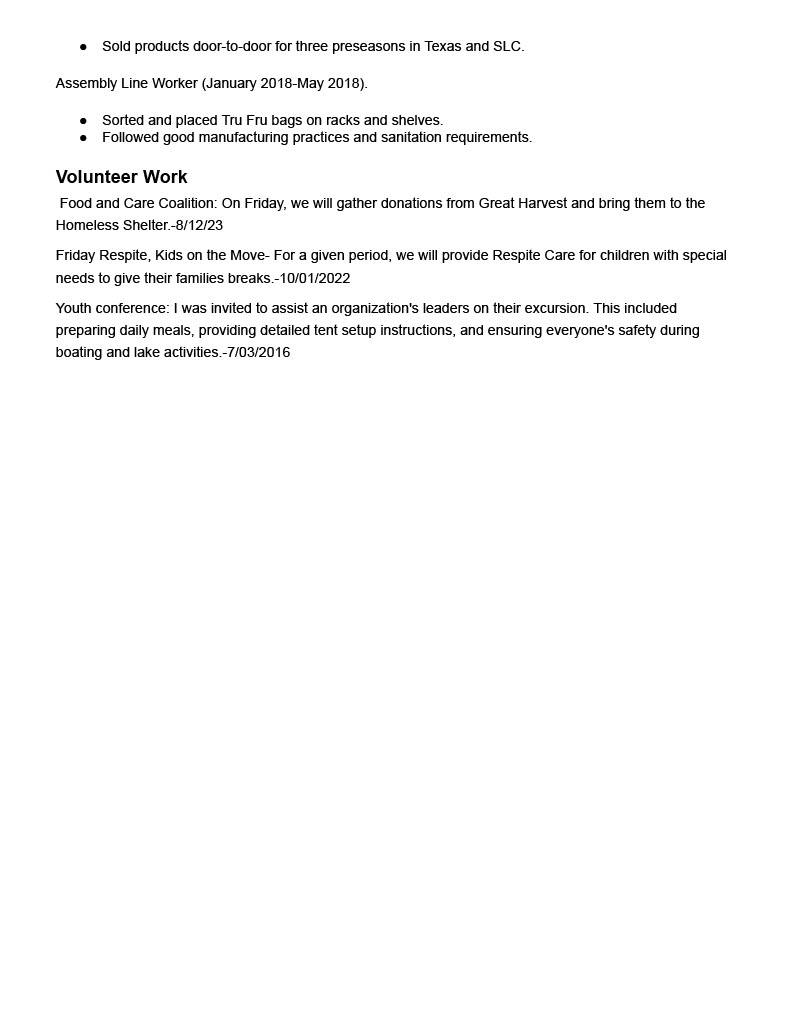 ● Sold products door-to-door for three preseasons in Texas and SLC.
Assembly Line Worker (January 2018-May 2018).
● Sorted and placed Tru Fru bags on racks and shelves.
● Followed good manufacturing practices and sanitation requirements.
Volunteer Work
Food and Care Coalition: On Friday, we will gather donations from Great Harvest and bring them to the
Homeless Shelter.-8/12/23
Friday Respite, Kids on the Move- For a given period, we will provide Respite Care for children with special
needs to give their families breaks.-10/01/2022
Youth conference: I was invited to assist an organization's leaders on their excursion. This included
preparing daily meals, providing detailed tent setup instructions, and ensuring everyone's safety during
boating and lake activities.-7/03/2016